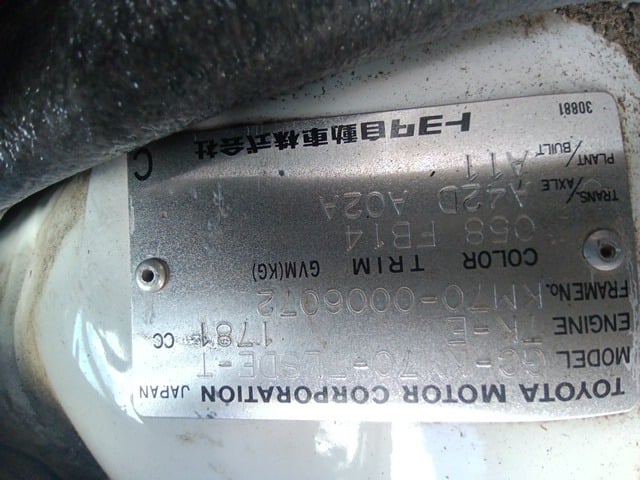 TOYOTA MOTOR CORPORATION JAPAN
MODEL GC-KM70-TLSDE-T
ENGINE 7K-E 1781 CC
FRAME No. KM70-0006072
COLOR TRIM GVM(KG)
058 FB14
TRANS./AXLE A42D A02A
PLANT/BUILT A11
トヨタ自動車株式会社 C
30881